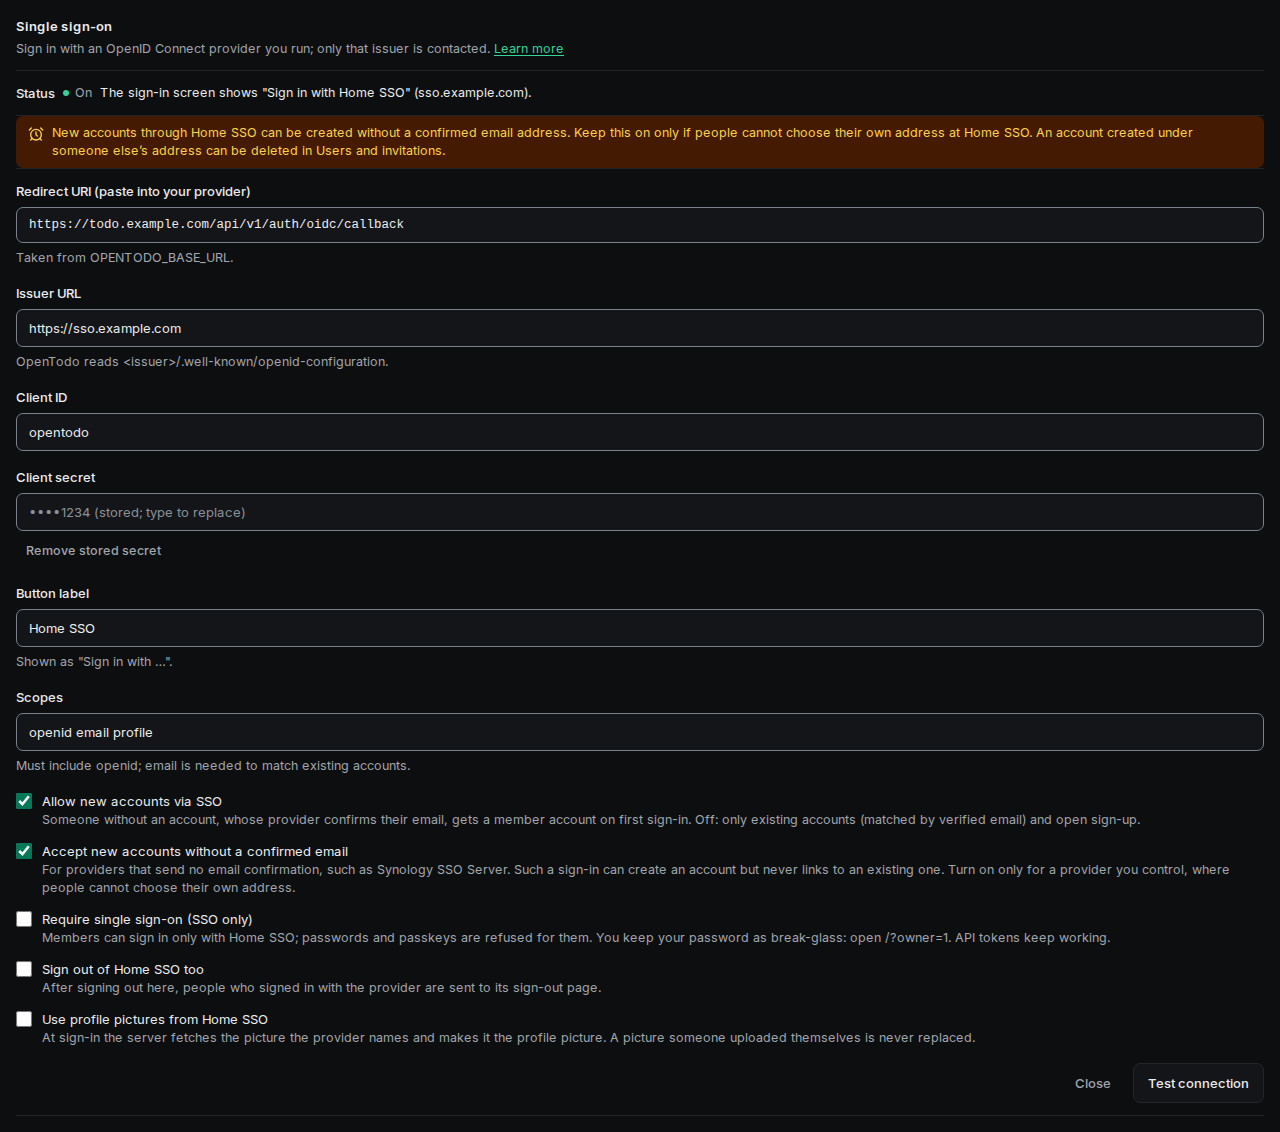 Single sign-on
Sign in with an OpenID Connect provider you run; only that issuer is contacted. Learn more
Status On The sign-in screen shows "Sign in with Home SSO" (sso.example.com).
New accounts through Home SSO can be created without a confirmed email address. Keep this on only if people cannot choose their own address at Home SSO. An account created under
someone else's address can be deleted in Users and invitations.
Redirect URI (paste into your provider)
https://todo.example.com/api/v1/auth/oidc/callback
Taken from OPENTODO_BASE_URL.
Issuer URL
https://sso.example.com
OpenTodo reads <issuer>/.well-known/openid-configuration.
Client ID
opentodo
Client secret
••••1234 (stored; type to replace)
Remove stored secret
Button label
Home SSO
Shown as "Sign in with ...".
Scopes
openid email profile
Must include openid; email is needed to match existing accounts.
Allow new accounts via SSO
Someone without an account, whose provider confirms their email, gets a member account on first sign-in. Off: only existing accounts (matched by verified email) and open sign-up.
Accept new accounts without a confirmed email
For providers that send no email confirmation, such as Synology SSO Server. Such a sign-in can create an account but never links to an existing one. Turn on only for a provider you control, where
people cannot choose their own address.
Require single sign-on (SSO only)
Members can sign in only with Home SSO; passwords and passkeys are refused for them. You keep your password as break-glass: open /?owner=1. API tokens keep working.
Sign out of Home SSO too
After signing out here, people who signed in with the provider are sent to its sign-out page.
Use profile pictures from Home SSO
At sign-in the server fetches the picture the provider names and makes it the profile picture. A picture someone uploaded themselves is never replaced.
Close Test connection